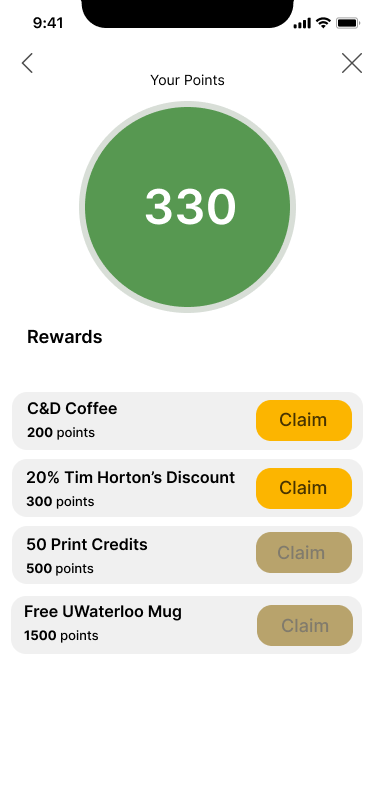 9:41
Your Points
330
Rewards
C&D Coffee
200 points
Claim
20% Tim Horton’s Discount
300 points
Claim
50 Print Credits
500 points
Claim
Free UWaterloo Mug
1500 points
Claim